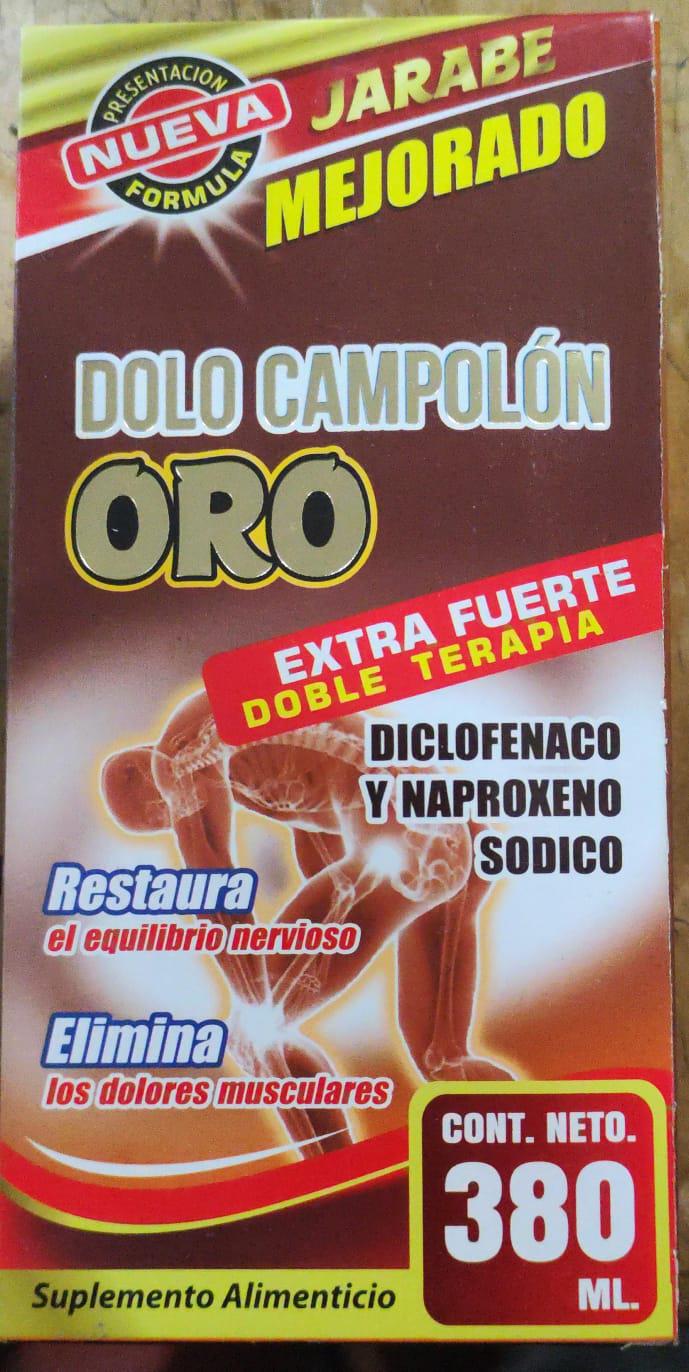 PRESENTACION
NUEVA
FORMULA
JARABE
MEJORADO
DOLO CAMPOLÓN
ORO
EXTRA FUERTE
DOBLE TERAPIA
DICLOFENACO
Y NAPROXENO
SODICO
Restaura
el equilibrio nervioso
Elimina
los dolores musculares
CONT. NETO.
380
ML.
Suplemento Alimenticio